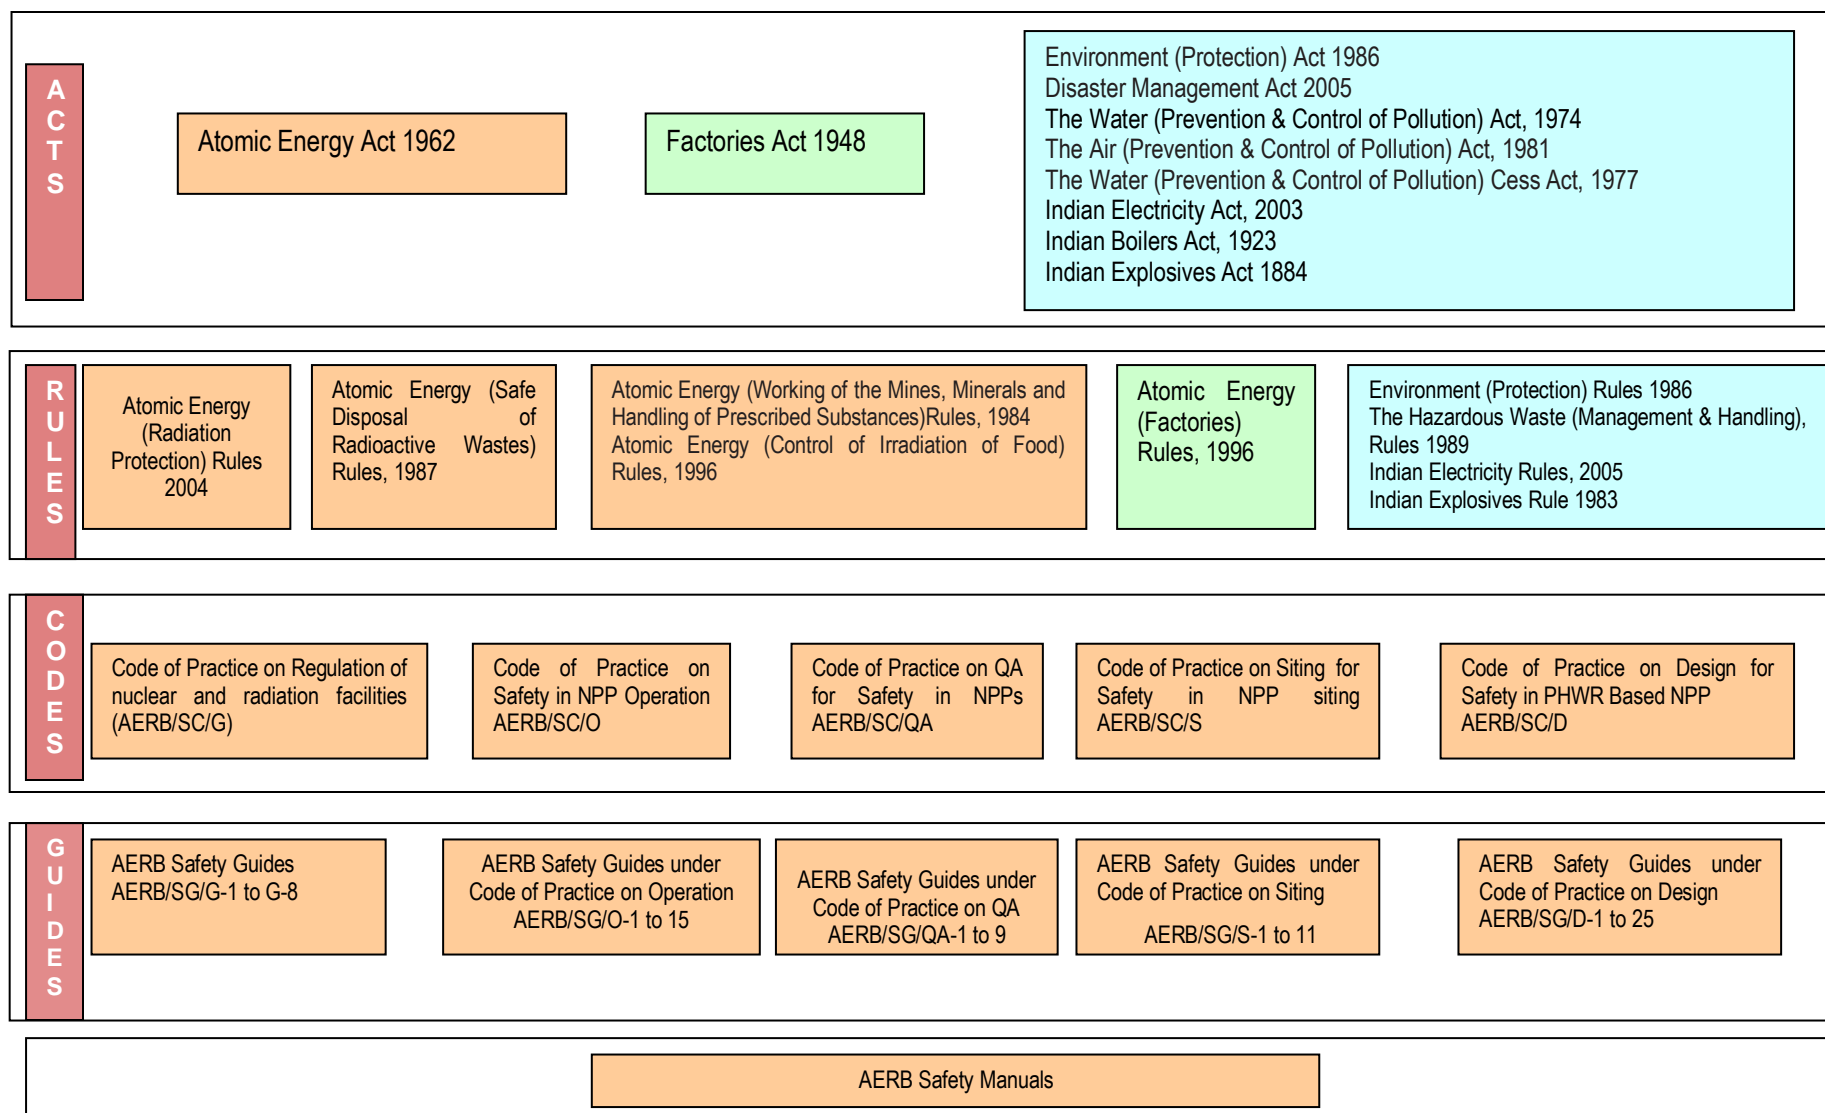 ACTS
Atomic Energy Act 1962
Factories Act 1948
Environment (Protection) Act 1986
Disaster Management Act 2005
The Water (Prevention & Control of Pollution) Act, 1974
The Air (Prevention & Control of Pollution) Act, 1981
The Water (Prevention & Control of Pollution) Cess Act, 1977
Indian Electricity Act, 2003
Indian Boilers Act, 1923
Indian Explosives Act 1884
RULES
Atomic Energy
(Radiation
Protection) Rules
2004
Atomic Energy (Safe
Disposal of
Radioactive Wastes)
Rules, 1987
Atomic Energy (Working of the Mines, Minerals and
Handling of Prescribed Substances)Rules, 1984
Atomic Energy (Control of Irradiation of Food)
Rules, 1996
Atomic Energy
(Factories)
Rules, 1996
Environment (Protection) Rules 1986
The Hazardous Waste (Management & Handling),
Rules 1989
Indian Electricity Rules, 2005
Indian Explosives Rule 1983
CODES
Code of Practice on Regulation of
nuclear and radiation facilities
(AERB/SC/G)
Code of Practice on
Safety in NPP Operation
AERB/SC/O
Code of Practice on QA
for Safety in NPPs
AERB/SC/QA
Code of Practice on Siting for
Safety in NPP siting
AERB/SC/S
Code of Practice on Design for
Safety in PHWR Based NPP
AERB/SC/D
GUIDES
AERB Safety Guides
AERB/SG/G-1 to G-8
AERB Safety Guides under
Code of Practice on Operation
AERB/SG/O-1 to 15
AERB Safety Guides under
Code of Practice on QA
AERB/SG/QA-1 to 9
AERB Safety Guides under
Code of Practice on Siting
AERB/SG/S-1 to 11
AERB Safety Guides under
Code of Practice on Design
AERB/SG/D-1 to 25
AERB Safety Manuals